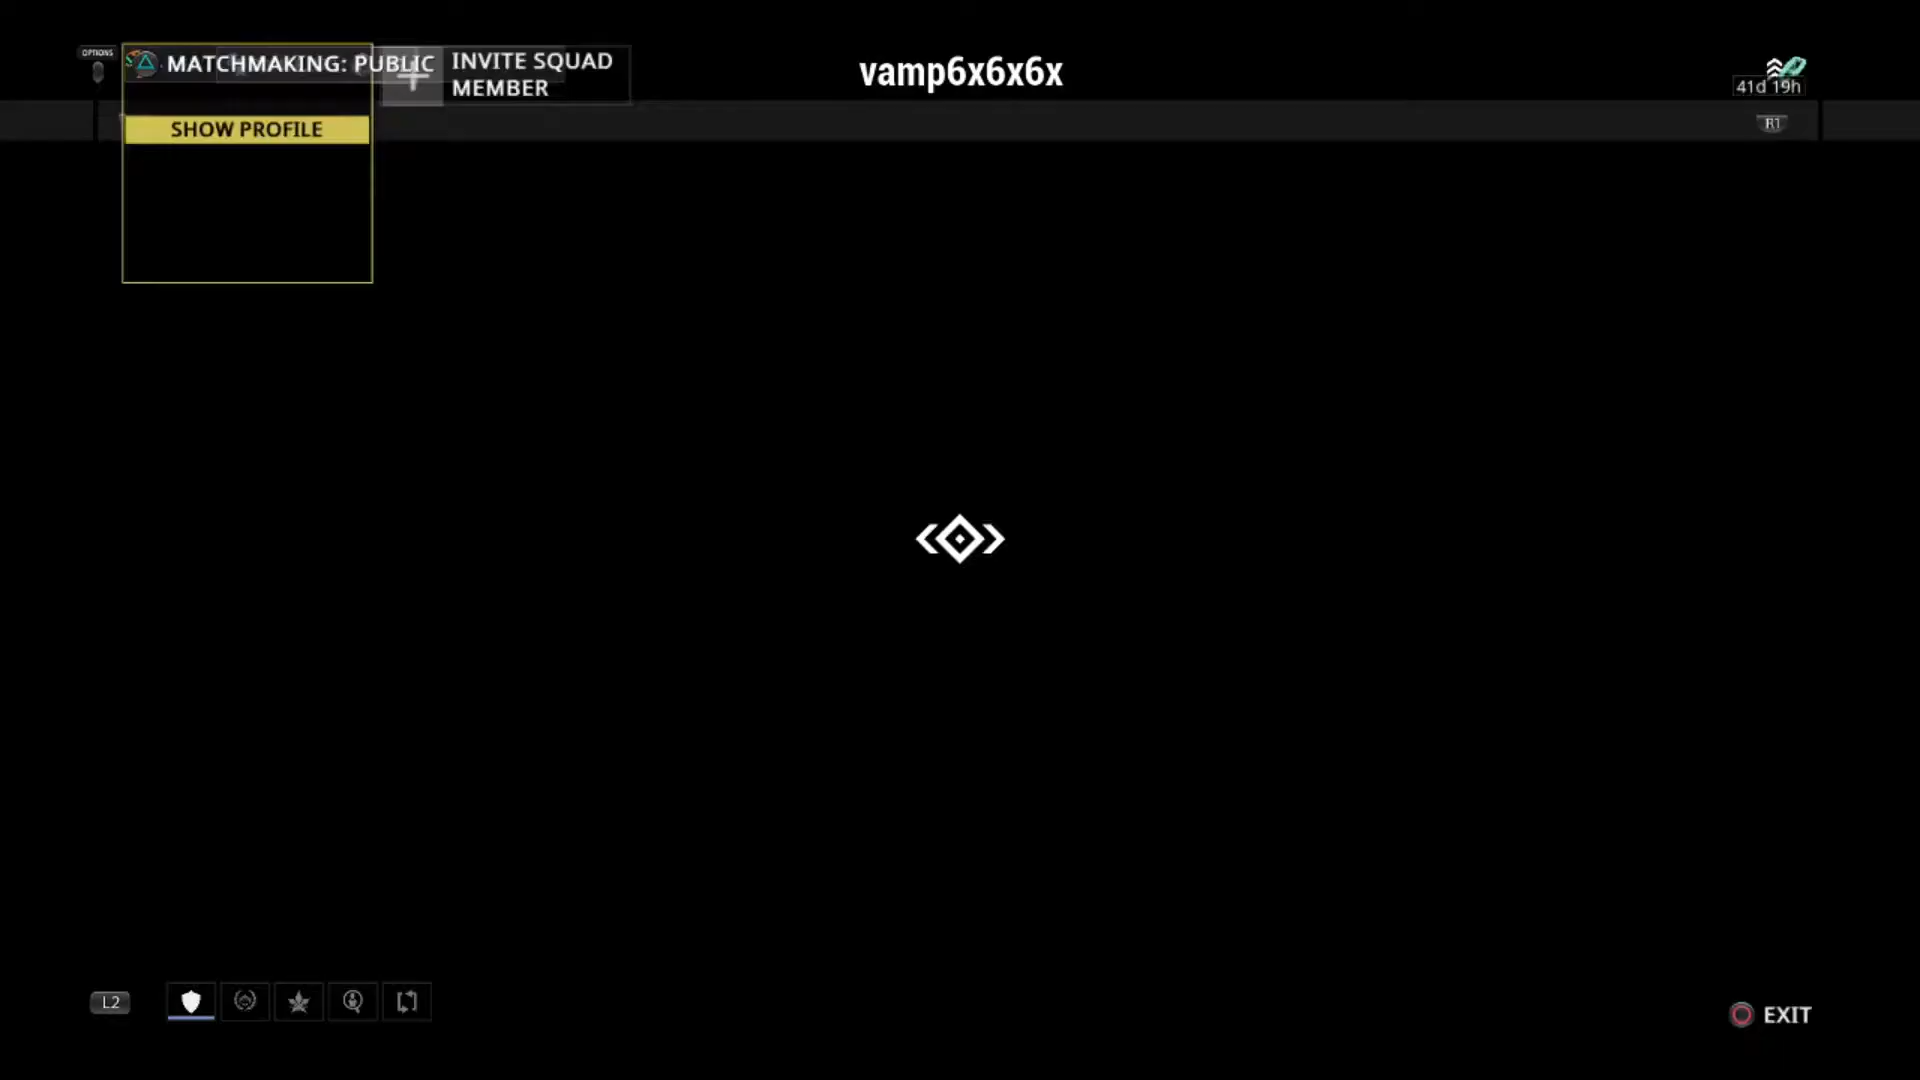 OPTIONS
MATCHMAKING: PUBLIC
INVITE SQUAD
MEMBER
vamp6x6x6x
41d 19h
SHOW PROFILE
R1
L2
EXIT